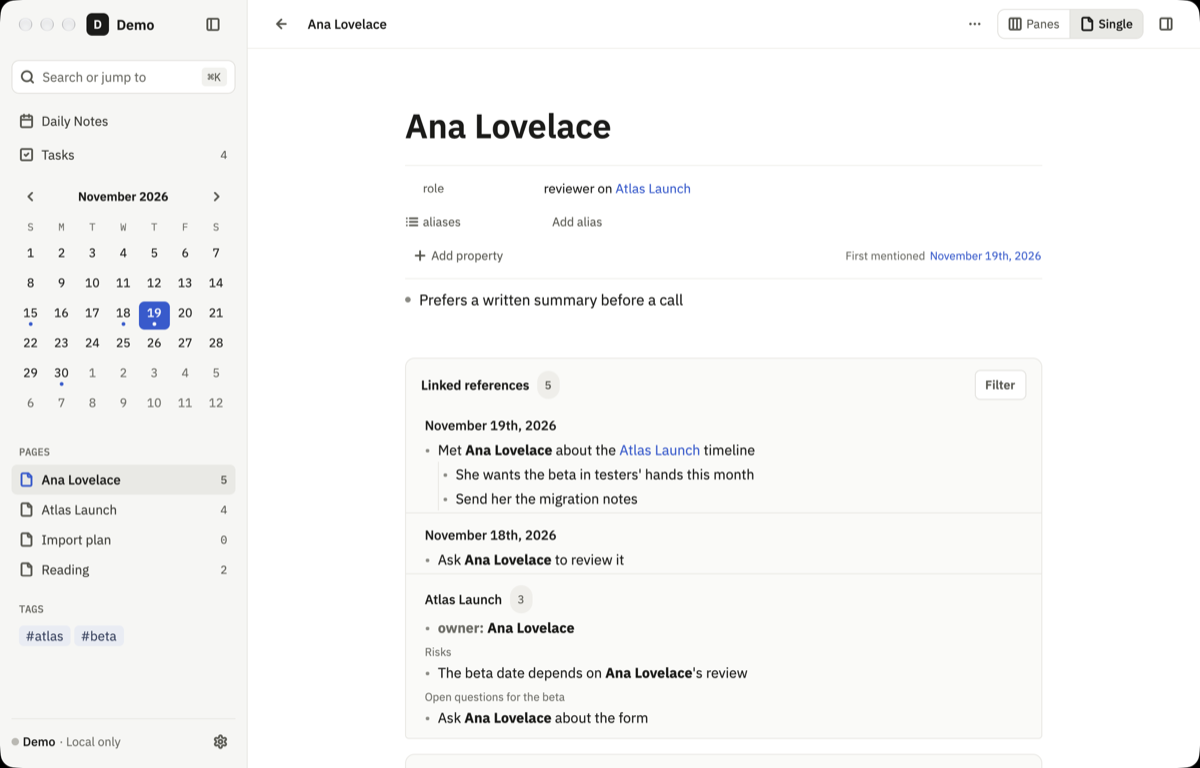 D Demo
Search or jump to ⌘K
Daily Notes
Tasks 4
November 2026
S M T W T F S
1 2 3 4 5 6 7
8 9 10 11 12 13 14
15 16 17 18 19 20 21
22 23 24 25 26 27 28
29 30 1 2 3 4 5
6 7 8 9 10 11 12
PAGES
Ana Lovelace 5
Atlas Launch 4
Import plan 0
Reading 2
TAGS
#atlas #beta
Demo · Local only
Ana Lovelace
Panes Single
Ana Lovelace
role reviewer on Atlas Launch
aliases Add alias
Add property First mentioned November 19th, 2026
Prefers a written summary before a call
Linked references 5 Filter
November 19th, 2026
Met Ana Lovelace about the Atlas Launch timeline
She wants the beta in testers' hands this month
Send her the migration notes
November 18th, 2026
Ask Ana Lovelace to review it
Atlas Launch 3
owner: Ana Lovelace
Risks
The beta date depends on Ana Lovelace's review
Open questions for the beta
Ask Ana Lovelace about the form